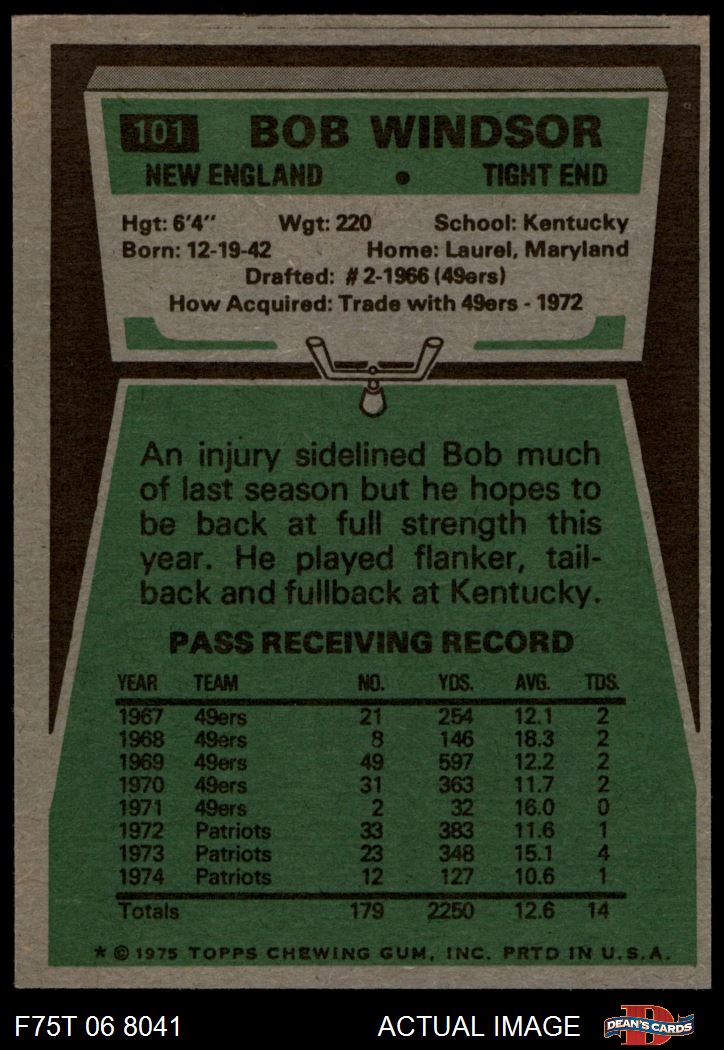 101 BOB WINDSOR
NEW ENGLAND • TIGHT END
Hgt: 6'4" Wgt: 220 School: Kentucky
Born: 12-19-42 Home: Laurel, Maryland
Drafted: #2-1966 (49ers)
How Acquired: Trade with 49ers - 1972
An injury sidelined Bob much
of last season but he hopes to
be back at full strength this
year. He played flanker, tail-
back and fullback at Kentucky.
PASS RECEIVING RECORD
YEAR TEAM NO. YDS. AVG. TDS.
1967 49ers 21 254 12.1 2
1968 49ers 8 146 18.3 2
1969 49ers 49 597 12.2 2
1970 49ers 31 363 11.7 2
1971 49ers 2 32 16.0 0
1972 Patriots 33 383 11.6 1
1973 Patriots 23 348 15.1 4
1974 Patriots 12 127 10.6 1
Totals 179 2250 12.6 14
* © 1975 TOPPS CHEWING GUM, INC. PRTD IN U.S.A.
F75T 06 8041 ACTUAL IMAGE DEAN'S CARDS